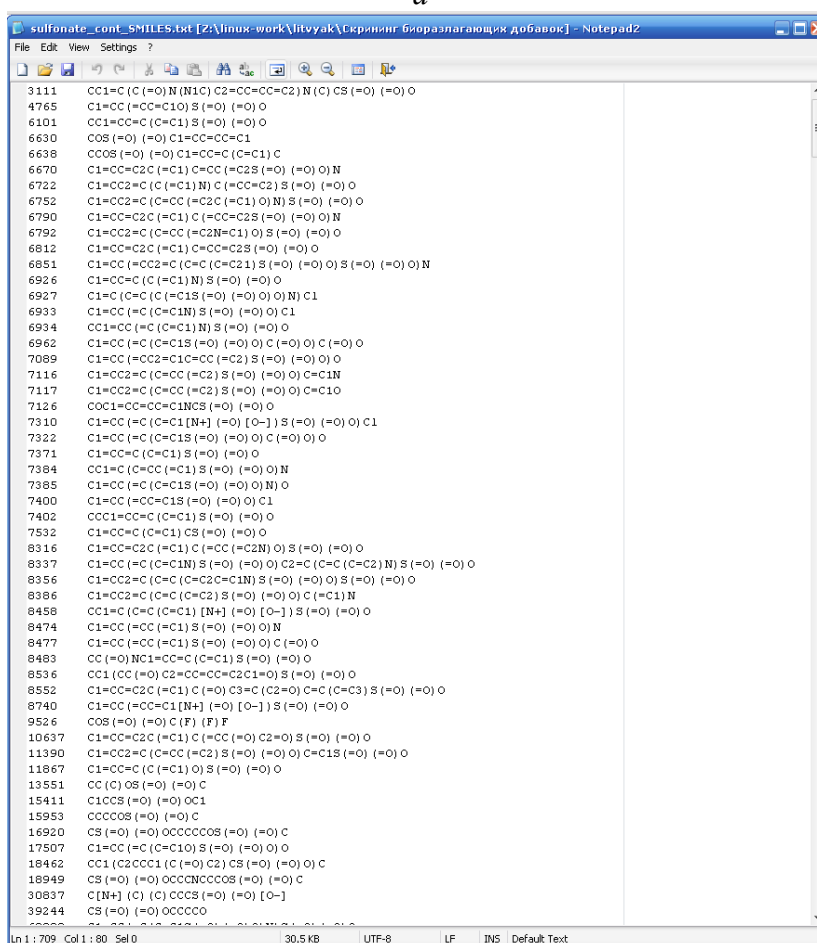 a
sulfonate_cont_SMILES.txt [Z:\linux-work\litvyak\Скрининг биоразлагающих добавок] - Notepad2
File Edit View Settings ?
3111 CC1=C(C(=O)N(N1C)C2=CC=CC=C2)N(C)CS(=O)(=O)O
4765 C1=CC(=CC=C1O)S(=O)(=O)O
6101 CC1=CC=C(C=C1)S(=O)(=O)O
6630 COS(=O)(=O)C1=CC=CC=C1
6638 CCOS(=O)(=O)C1=CC=C(C=C1)C
6670 C1=CC=C2C(=C1)C=CC(=C2S(=O)(=O)O)N
6722 C1=CC2=C(C(=C1)N)C(=CC=C2)S(=O)(=O)O
6752 C1=CC2=C(C=CC(=C2C(=C1)O)N)S(=O)(=O)O
6790 C1=CC=C2C(=C1)C(=CC=C2S(=O)(=O)O)N
6792 C1=CC2=C(C=CC(=C2N=C1)O)S(=O)(=O)O
6812 C1=CC=C2C(=C1)C=CC=C2S(=O)(=O)O
6851 C1=CC(=CC2=C(C=C(C=C21)S(=O)(=O)O)S(=O)(=O)O)N
6926 C1=CC=C(C(=C1)N)S(=O)(=O)O
6927 C1=C(C=C(C(=C1S(=O)(=O)O)O)N)Cl
6933 C1=CC(=C(C=C1N)S(=O)(=O)O)Cl
6934 CC1=CC(=C(C=C1)N)S(=O)(=O)O
6962 C1=CC(=C(C=C1S(=O)(=O)O)C(=O)O)C(=O)O
7089 C1=CC(=CC2=C1C=CC(=C2)S(=O)(=O)O)O
7116 C1=CC2=C(C=CC(=C2)S(=O)(=O)O)C=C1N
7117 C1=CC2=C(C=CC(=C2)S(=O)(=O)O)C=C1O
7126 COC1=CC=CC=C1NCS(=O)(=O)O
7310 C1=CC(=C(C=C1[N+](=O)[O-])S(=O)(=O)O)Cl
7322 C1=CC(=C(C=C1S(=O)(=O)O)C(=O)O)O
7371 C1=CC=C(C=C1)S(=O)(=O)O
7384 CC1=C(C=CC(=C1)S(=O)(=O)O)N
7385 C1=CC(=C(C=C1S(=O)(=O)O)N)O
7400 C1=CC(=CC=C1S(=O)(=O)O)Cl
7402 CCC1=CC=C(C=C1)S(=O)(=O)O
7532 C1=CC=C(C=C1)CS(=O)(=O)O
8316 C1=CC=C2C(=C1)C(=CC(=C2N)O)S(=O)(=O)O
8337 C1=CC(=C(C=C1N)S(=O)(=O)O)C2=C(C=C(C=C2)N)S(=O)(=O)O
8356 C1=CC2=C(C=C(C=C2C=C1N)S(=O)(=O)O)S(=O)(=O)O
8386 C1=CC2=C(C=C(C=C2)S(=O)(=O)O)C(=C1)N
8458 CC1=C(C=C(C=C1)[N+](=O)[O-])S(=O)(=O)O
8474 C1=CC(=CC(=C1)S(=O)(=O)O)N
8477 C1=CC(=CC(=C1)S(=O)(=O)O)C(=O)O
8483 CC(=O)NC1=CC=C(C=C1)S(=O)(=O)O
8536 CC1(CC(=O)C2=CC=CC=C2C1=O)S(=O)(=O)O
8552 C1=CC=C2C(=C1)C(=O)C3=C(C2=O)C=C(C=C3)S(=O)(=O)O
8740 C1=CC(=CC=C1[N+](=O)[O-])S(=O)(=O)O
9526 COS(=O)(=O)C(F)(F)F
10637 C1=CC=C2C(=C1)C(=CC(=O)C2=O)S(=O)(=O)O
11390 C1=CC2=C(C=CC(=C2)S(=O)(=O)O)C=C1S(=O)(=O)O
11867 C1=CC=C(C(=C1)O)S(=O)(=O)O
13551 CC(C)OS(=O)(=O)C
15411 C1CCS(=O)(=O)OC1
15953 CCCCOS(=O)(=O)C
16920 CS(=O)(=O)OCCCCCOS(=O)(=O)C
17507 C1=CC(=C(C=C1O)S(=O)(=O)O)O
18462 CC1(C2CCC1(C(=O)C2)CS(=O)(=O)O)C
18949 CS(=O)(=O)OCCCNCCCOS(=O)(=O)C
30837 C[N+](C)(C)CCCS(=O)(=O)[O-]
39244 CS(=O)(=O)OCCCCO
Ln 1 : 709 Col 1 : 80 Sel 0 30.5 KB UTF-8 LF INS Default Text